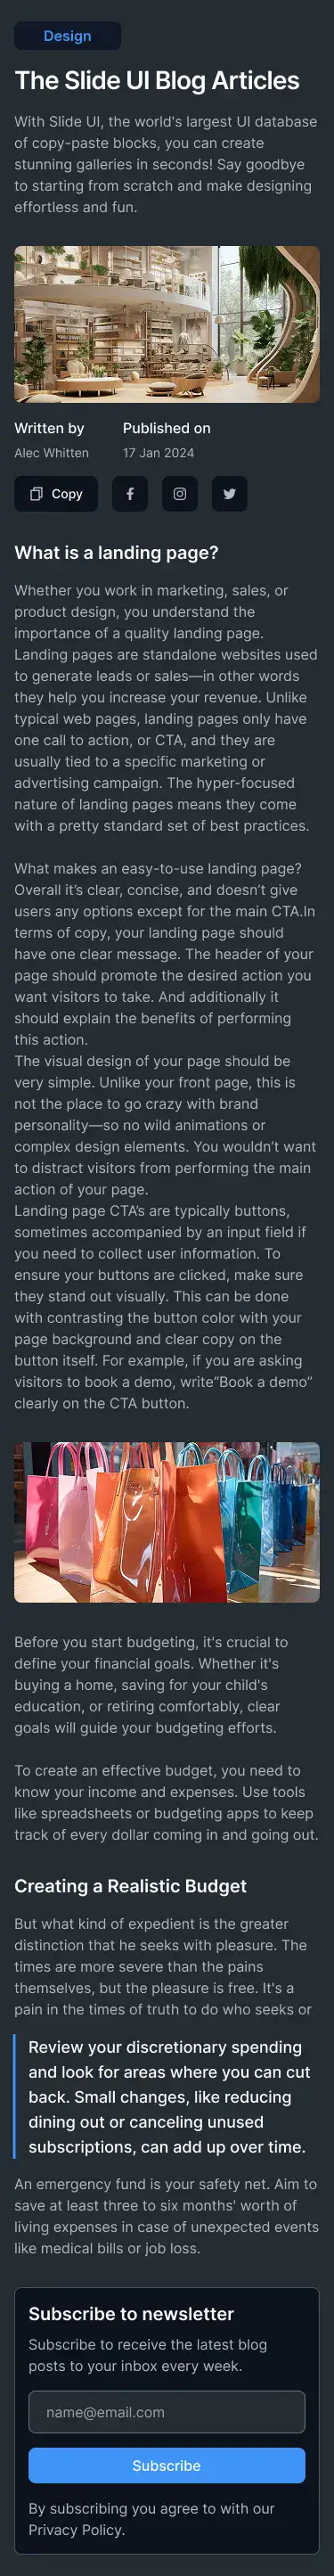 Design
The Slide UI Blog Articles
With Slide UI, the world's largest UI database
of copy-paste blocks, you can create
stunning galleries in seconds! Say goodbye
to starting from scratch and make designing
effortless and fun.
Written by
Published on
Alec Whitten
17 Jan 2024
Copy
What is a landing page?
Whether you work in marketing, sales, or
product design, you understand the
importance of a quality landing page.
Landing pages are standalone websites used
to generate leads or sales—in other words
they help you increase your revenue. Unlike
typical web pages, landing pages only have
one call to action, or CTA, and they are
usually tied to a specific marketing or
advertising campaign. The hyper-focused
nature of landing pages means they come
with a pretty standard set of best practices.
What makes an easy-to-use landing page?
Overall it's clear, concise, and doesn't give
users any options except for the main CTA.In
terms of copy, your landing page should
have one clear message. The header of your
page should promote the desired action you
want visitors to take. And additionally it
should explain the benefits of performing
this action.
The visual design of your page should be
very simple. Unlike your front page, this is
not the place to go crazy with brand
personality—so no wild animations or
complex design elements. You wouldn't want
to distract visitors from performing the main
action of your page.
Landing page CTA's are typically buttons,
sometimes accompanied by an input field if
you need to collect user information. To
ensure your buttons are clicked, make sure
they stand out visually. This can be done
with contrasting the button color with your
page background and clear copy on the
button itself. For example, if you are asking
visitors to book a demo, write“Book a demo”
clearly on the CTA button.
Before you start budgeting, it's crucial to
define your financial goals. Whether it's
buying a home, saving for your child's
education, or retiring comfortably, clear
goals will guide your budgeting efforts.
To create an effective budget, you need to
know your income and expenses. Use tools
like spreadsheets or budgeting apps to keep
track of every dollar coming in and going out.
Creating a Realistic Budget
But what kind of expedient is the greater
distinction that he seeks with pleasure. The
times are more severe than the pains
themselves, but the pleasure is free. It's a
pain in the times of truth to do who seeks or
Review your discretionary spending
and look for areas where you can cut
back. Small changes, like reducing
dining out or canceling unused
subscriptions, can add up over time.
An emergency fund is your safety net. Aim to
save at least three to six months' worth of
living expenses in case of unexpected events
like medical bills or job loss.
Subscribe to newsletter
Subscribe to receive the latest blog
posts to your inbox every week.
name@email.com
Subscribe
By subscribing you agree to with our
Privacy Policy.